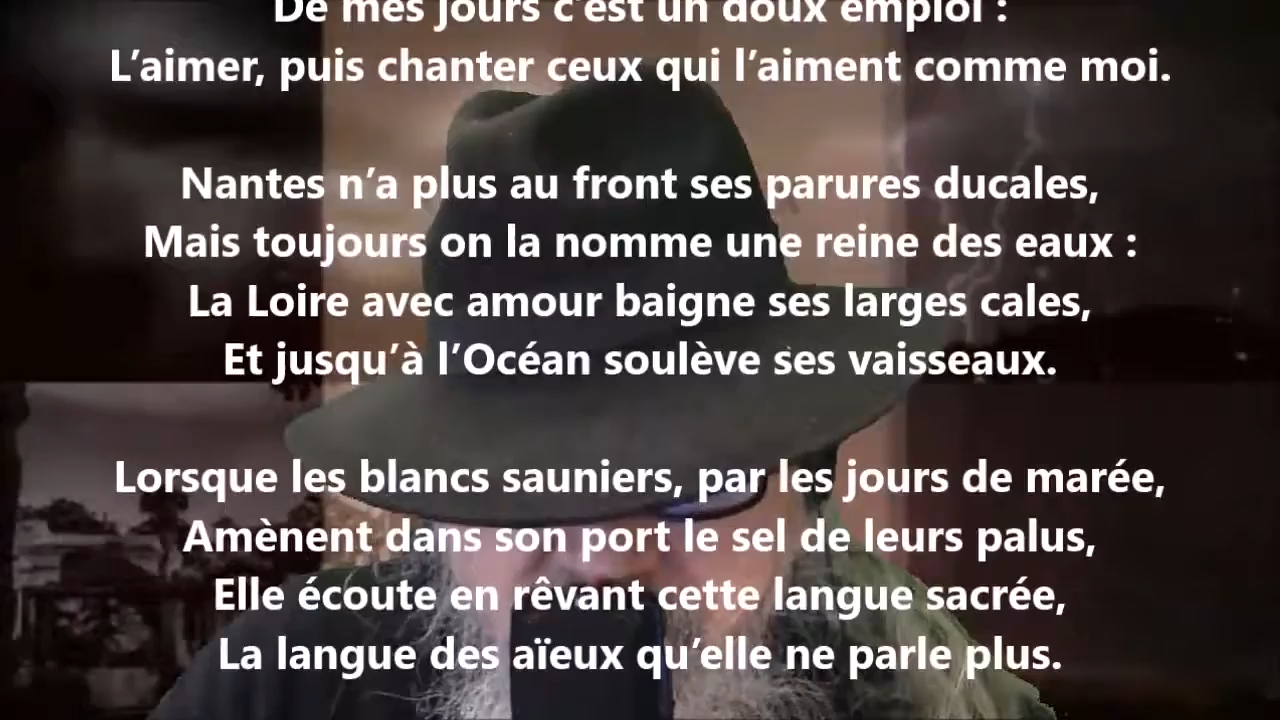 De mes jours c’est un doux emploi :
L’aimer, puis chanter ceux qui l’aiment comme moi.
Nantes n’a plus au front ses parures ducales,
Mais toujours on la nomme une reine des eaux :
La Loire avec amour baigne ses larges cales,
Et jusqu’à l’Océan soulève ses vaisseaux.
Lorsque les blancs sauniers, par les jours de marée,
Amènent dans son port le sel de leurs palus,
Elle écoute en rêvant cette langue sacrée,
La langue des aïeux qu’elle ne parle plus.